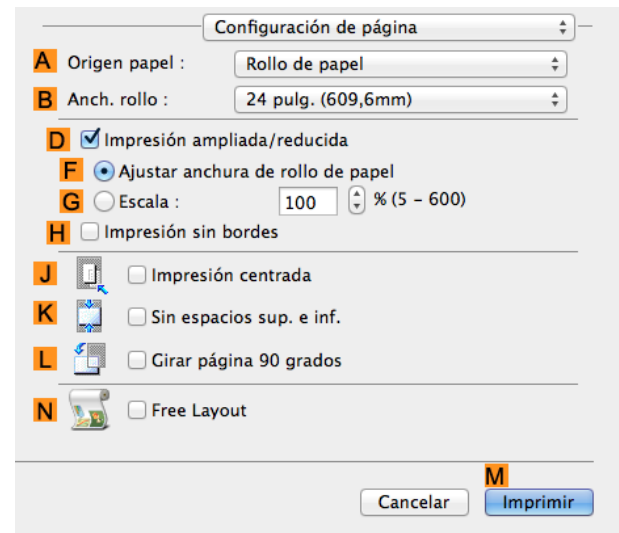 Configuración de página
A Origen papel : Rollo de papel
B Anch. rollo : 24 pulg. (609,6mm)
D Impresión ampliada/reducida
F Ajustar anchura de rollo de papel
G Escala : 100 % (5 - 600)
H Impresión sin bordes
J Impresión centrada
K Sin espacios sup. e inf.
L Girar página 90 grados
N Free Layout
M
Cancelar Imprimir